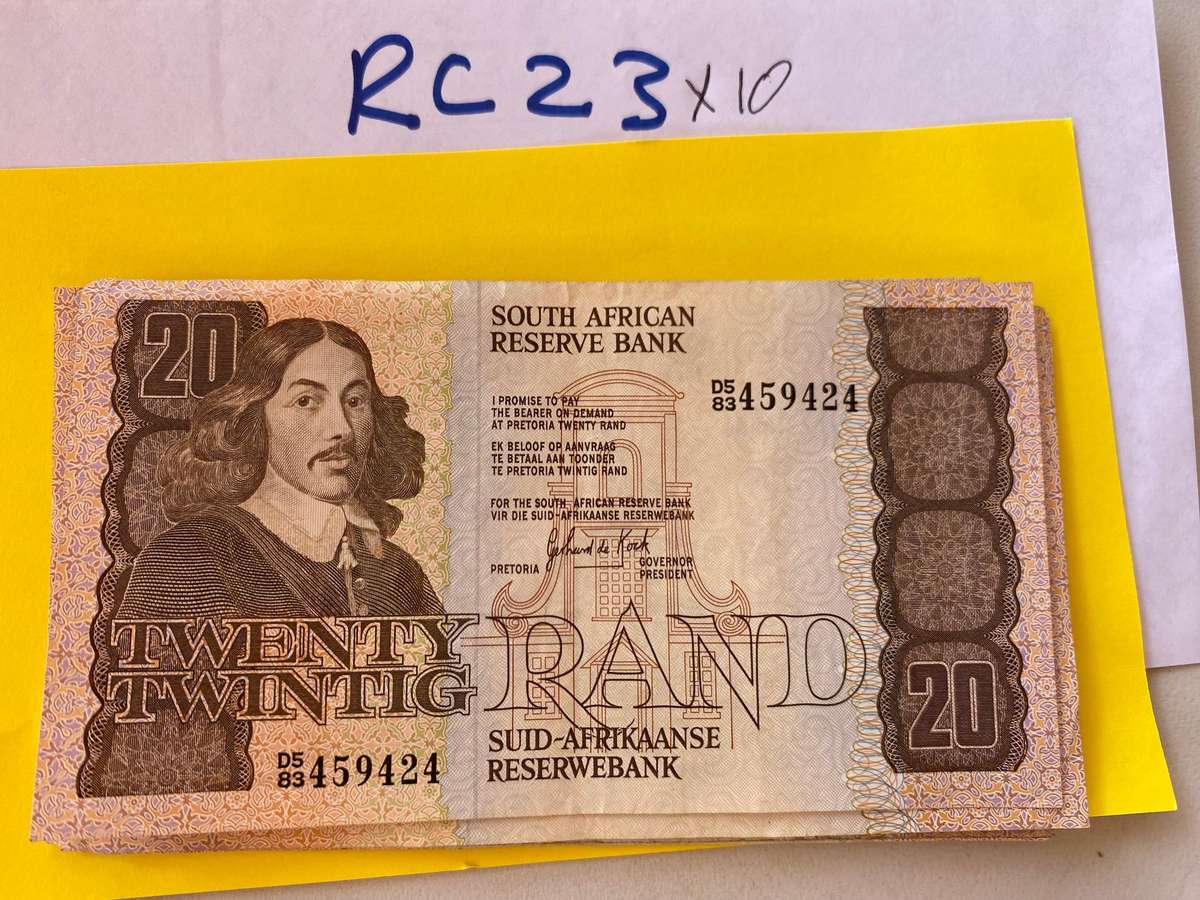 RC23 x10
20
SOUTH AFRICAN
RESERVE BANK
D5
83 459424
I PROMISE TO PAY
THE BEARER ON DEMAND
AT PRETORIA TWENTY RAND
EK BELOOF OP AANVRAAG
TE BETAAL AAN TOONDER
TE PRETORIA TWINTIG RAND
FOR THE SOUTH AFRICAN RESERVE BANK
VIR DIE SUID-AFRIKAANSE RESERWEBANK
Gerhard de Kock
PRETORIA
GOVERNOR
PRESIDENT
TWENTY
TWINTIG
RAND
20
SUID-AFRIKAANSE
RESERWEBANK
D5
83 459424